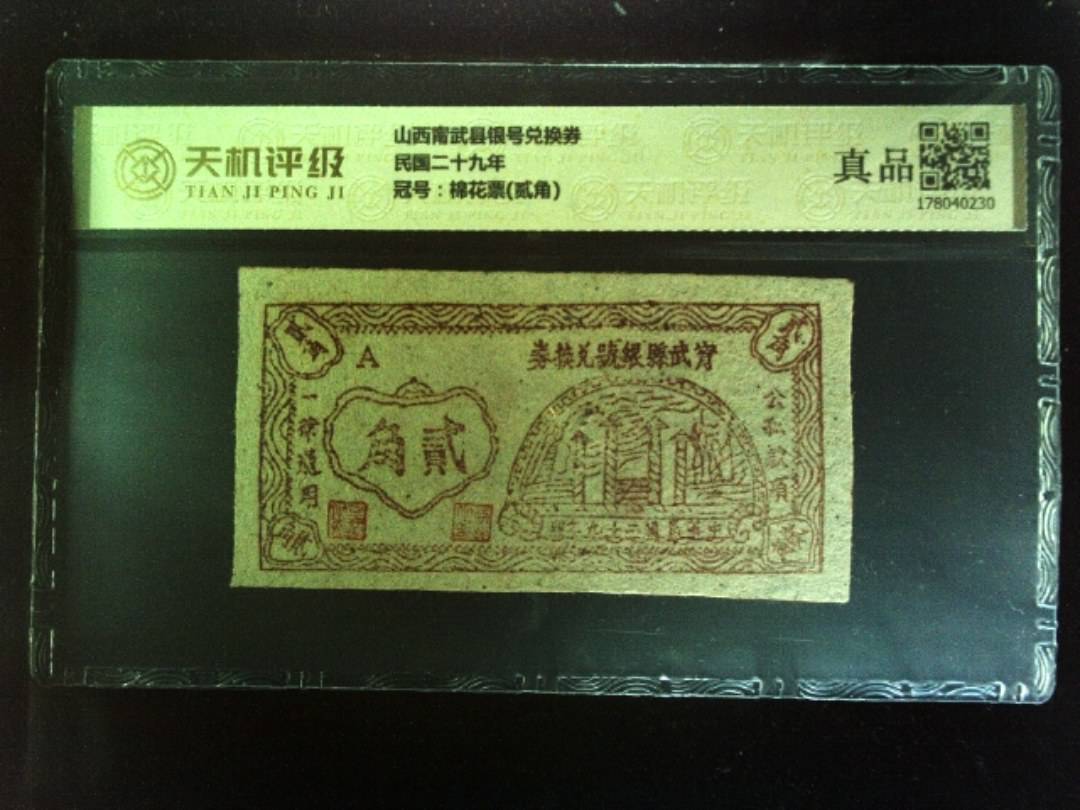 天机评级
TIAN JI PING JI
山西甯武县银号兑换券
民国二十九年
冠号：棉花票(贰角)
真品
178040230
A
甯武縣銀號兌換券
貳角
公私款項
一律通用